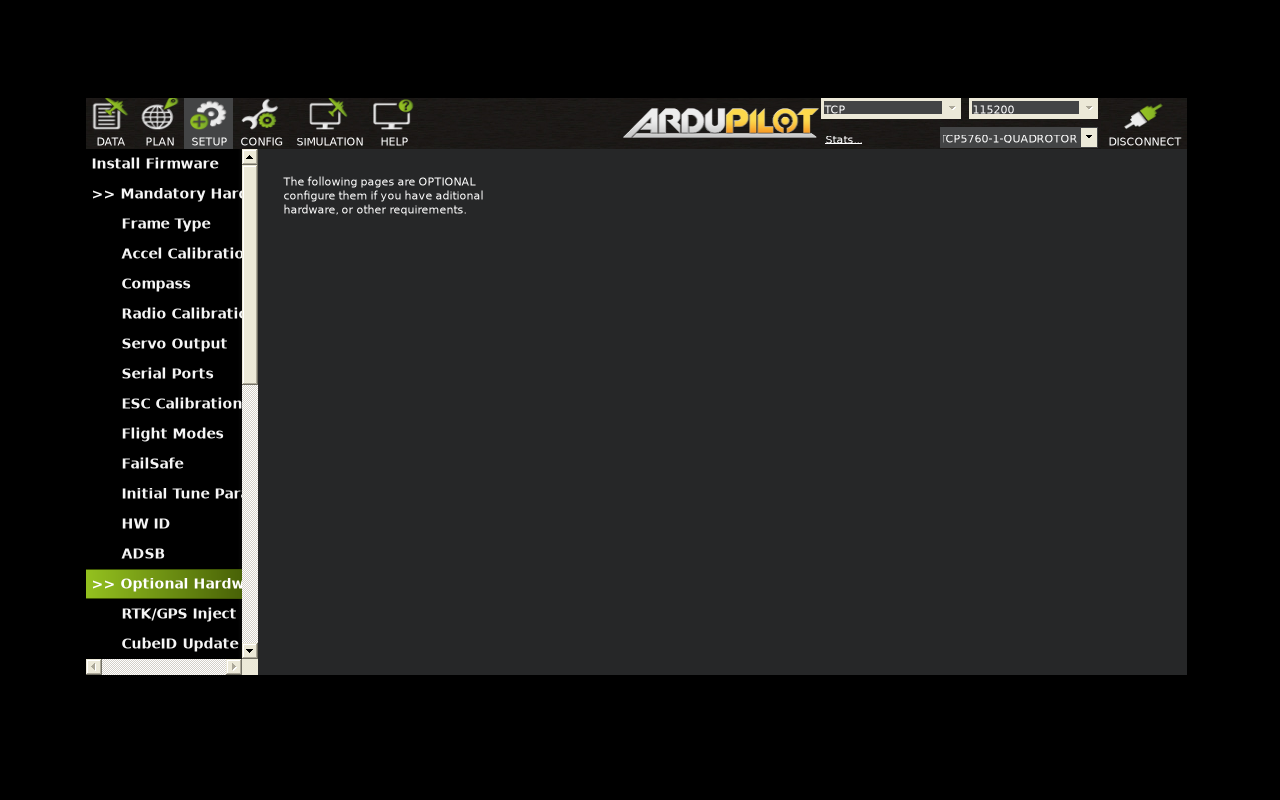 DATA
PLAN
SETUP
CONFIG
SIMULATION
HELP
ARDUPILOT
TCP
115200
Stats...
TCP5760-1-QUADROTOR
DISCONNECT
Install Firmware
>> Mandatory Hard
Frame Type
Accel Calibratio
Compass
Radio Calibratio
Servo Output
Serial Ports
ESC Calibration
Flight Modes
FailSafe
Initial Tune Para
HW ID
ADSB
>> Optional Hardw
RTK/GPS Inject
CubeID Update
The following pages are OPTIONAL
configure them if you have aditional
hardware, or other requirements.